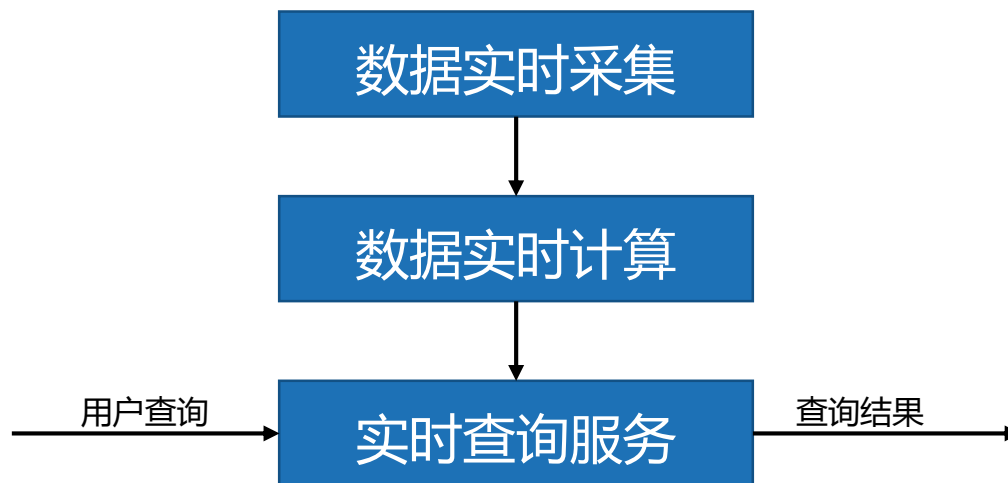 数据实时采集
数据实时计算
用户查询
实时查询服务
查询结果